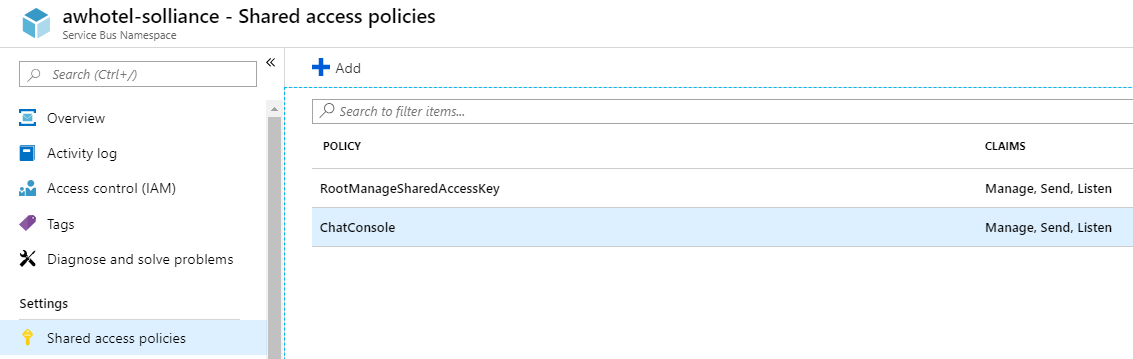 awhotel-solliance - Shared access policies
Service Bus Namespace
Search (Ctrl+/)
«
Add
Overview
Search to filter items...
Activity log
POLICY CLAIMS
Access control (IAM)
RootManageSharedAccessKey Manage, Send, Listen
Tags
ChatConsole Manage, Send, Listen
Diagnose and solve problems
Settings
Shared access policies